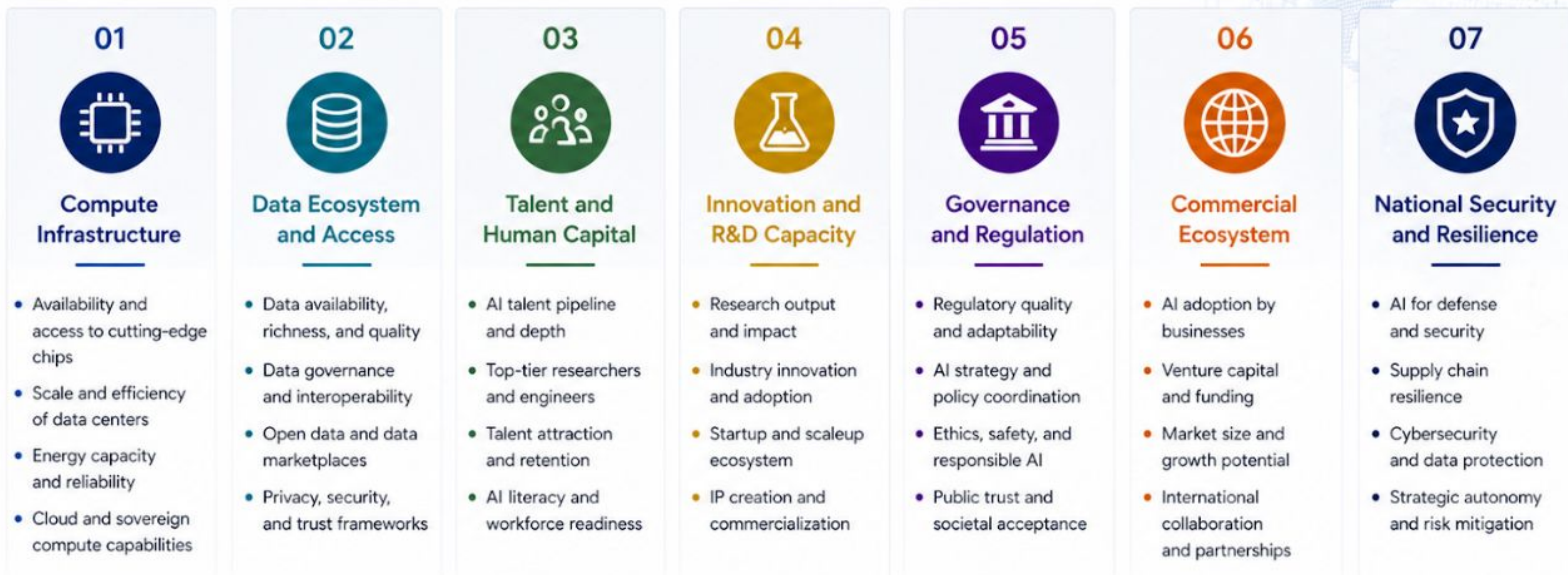 01
Compute
Infrastructure
• Availability and
access to cutting-edge
chips
• Scale and efficiency
of data centers
• Energy capacity
and reliability
• Cloud and sovereign
compute capabilities
02
Data Ecosystem
and Access
• Data availability,
richness, and quality
• Data governance
and interoperability
• Open data and data
marketplaces
• Privacy, security,
and trust frameworks
03
Talent and
Human Capital
• AI talent pipeline
and depth
• Top-tier researchers
and engineers
• Talent attraction
and retention
• AI literacy and
workforce readiness
04
Innovation and
R&D Capacity
• Research output
and impact
• Industry innovation
and adoption
• Startup and scaleup
ecosystem
• IP creation and
commercialization
05
Governance
and Regulation
• Regulatory quality
and adaptability
• AI strategy and
policy coordination
• Ethics, safety, and
responsible AI
• Public trust and
societal acceptance
06
Commercial
Ecosystem
• AI adoption by
businesses
• Venture capital
and funding
• Market size and
growth potential
• International
collaboration
and partnerships
07
National Security
and Resilience
• AI for defense
and security
• Supply chain
resilience
• Cybersecurity
and data protection
• Strategic autonomy
and risk mitigation